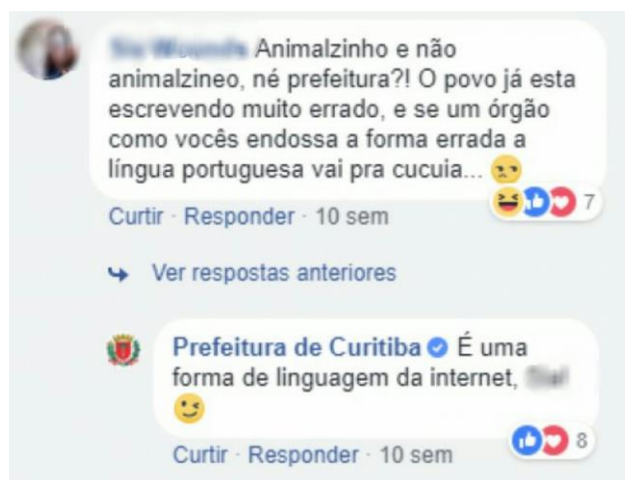 Animalzinho e não
animalzineo, né prefeitura?! O povo já esta
escrevendo muito errado, e se um órgão
como vocês endossa a forma errada a
língua portuguesa vai pra cucuia...
7
Curtir · Responder · 10 sem
Ver respostas anteriores
Prefeitura de Curitiba É uma
forma de linguagem da internet,
8
Curtir · Responder · 10 sem